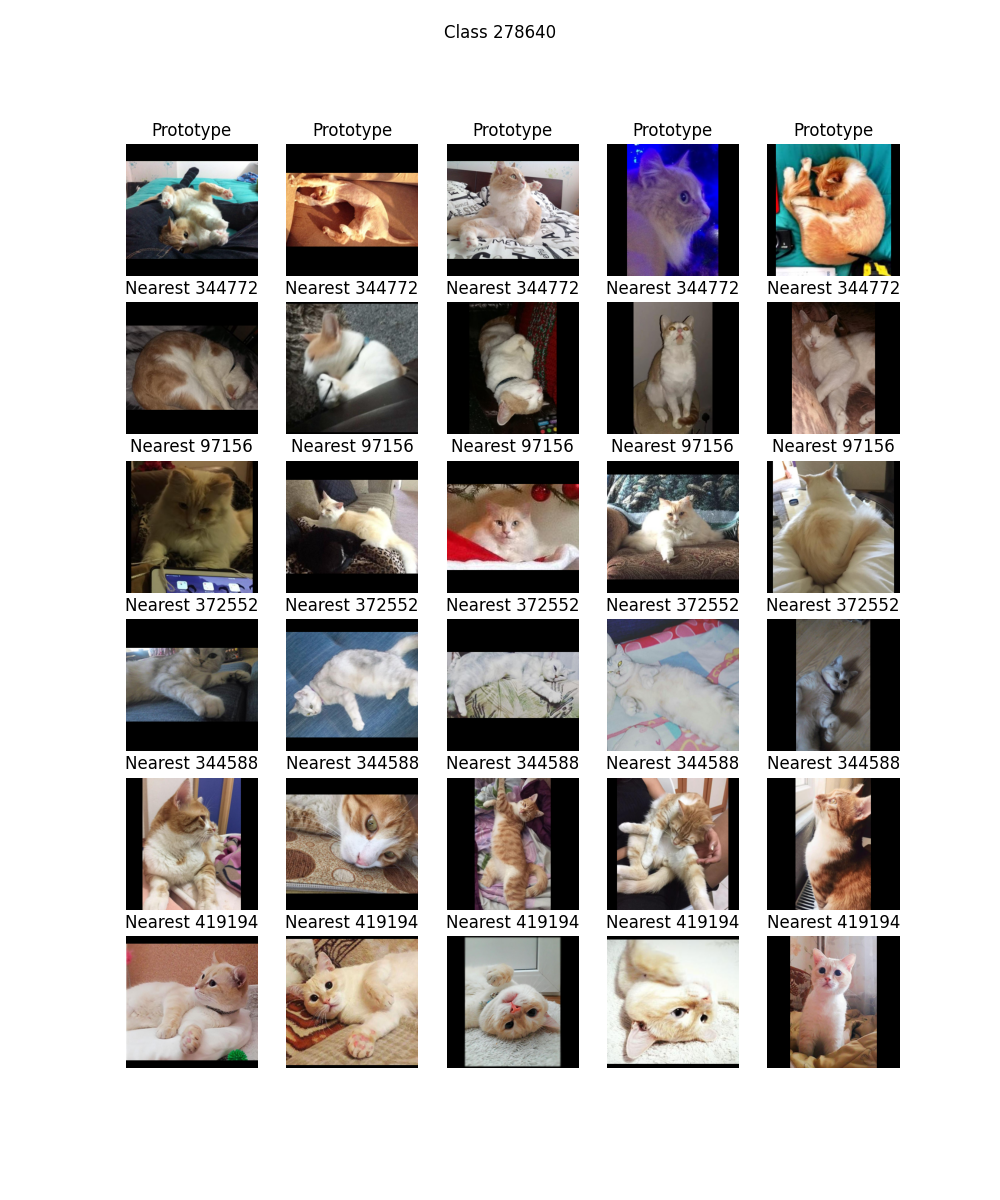 Class 278640
Prototype Prototype Prototype Prototype Prototype
METRO
Nearest 344772 Nearest 344772 Nearest 344772 Nearest 344772 Nearest 344772
Nearest 97156 Nearest 97156 Nearest 97156 Nearest 97156 Nearest 97156
Nearest 372552 Nearest 372552 Nearest 372552 Nearest 372552 Nearest 372552
Nearest 344588 Nearest 344588 Nearest 344588 Nearest 344588 Nearest 344588
Nearest 419194 Nearest 419194 Nearest 419194 Nearest 419194 Nearest 419194